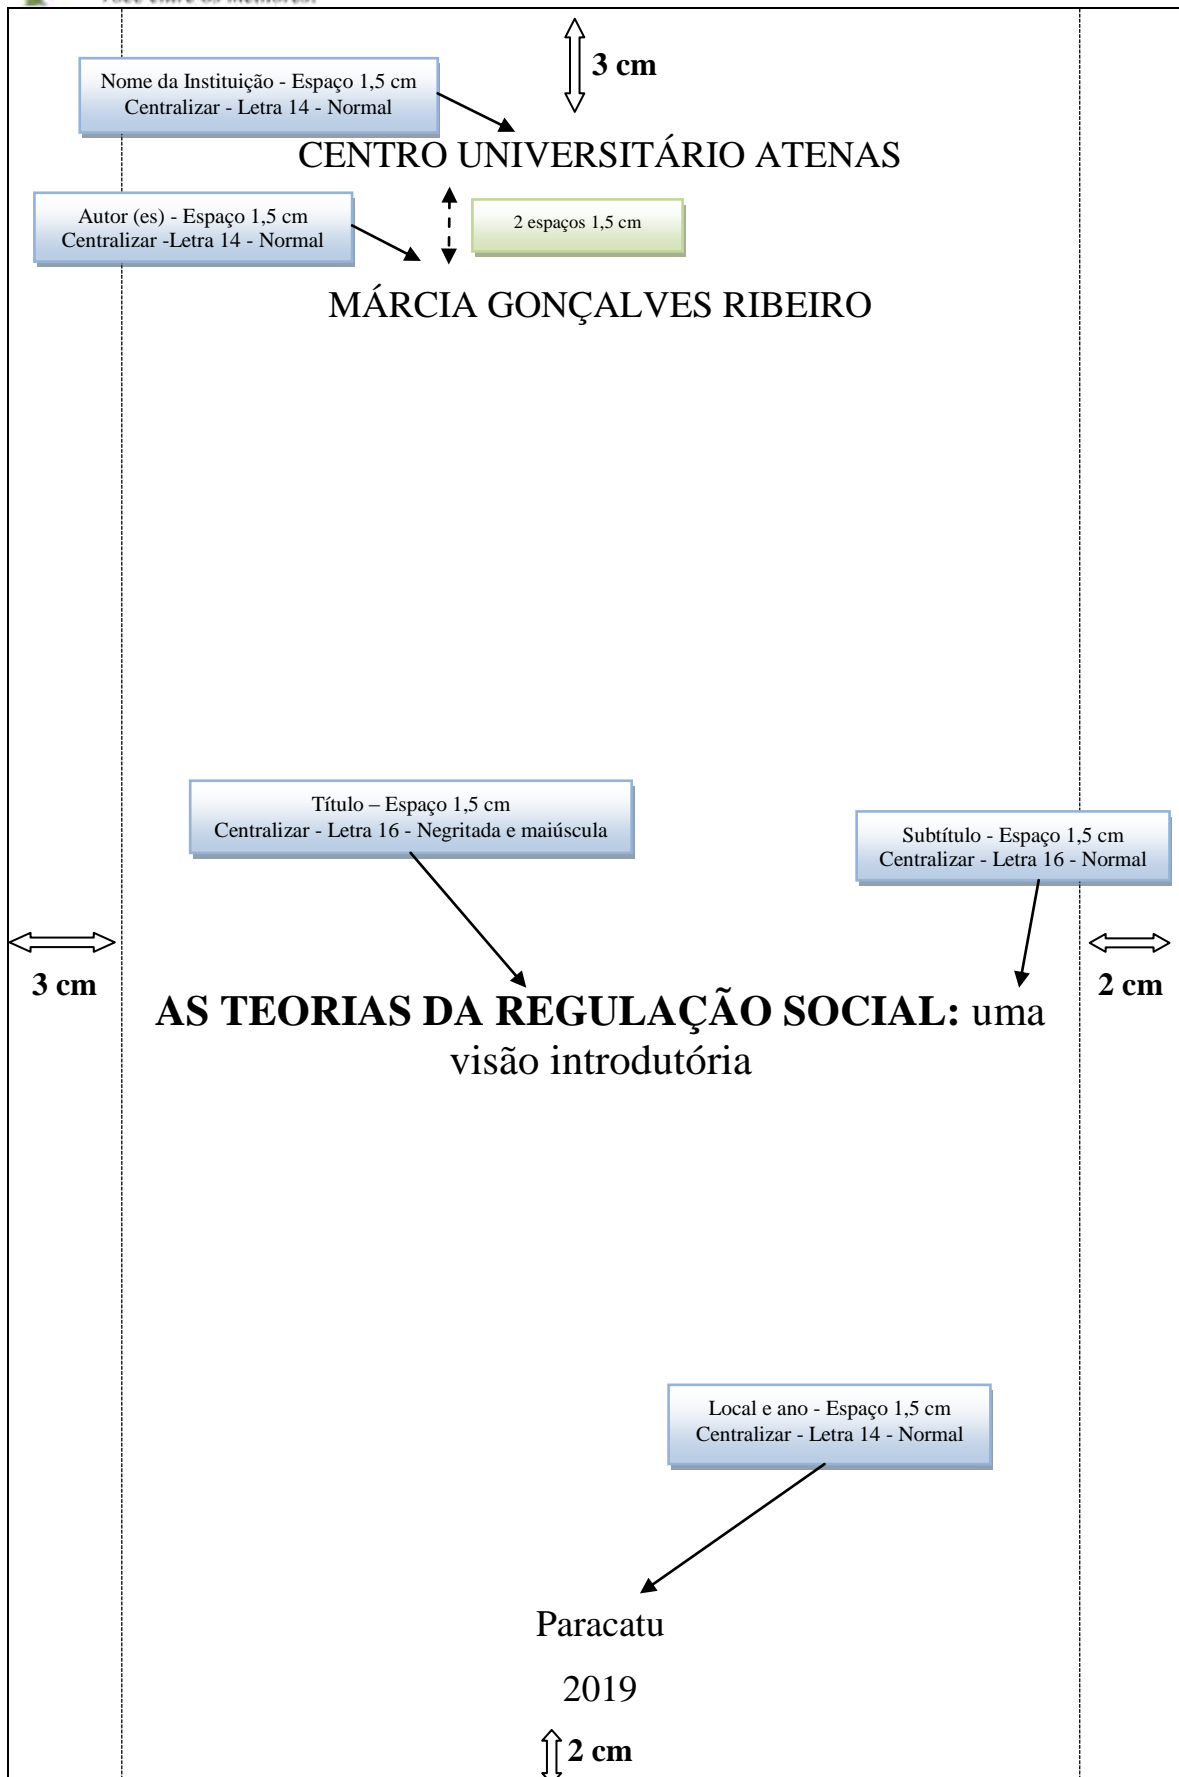 você entre os melhores!
3 cm
Nome da Instituição - Espaço 1,5 cm
Centralizar - Letra 14 - Normal
CENTRO UNIVERSITÁRIO ATENAS
Autor (es) - Espaço 1,5 cm
Centralizar -Letra 14 - Normal
2 espaços 1,5 cm
MÁRCIA GONÇALVES RIBEIRO
Título – Espaço 1,5 cm
Centralizar - Letra 16 - Negritada e maiúscula
Subtítulo - Espaço 1,5 cm
Centralizar - Letra 16 - Normal
3 cm
2 cm
AS TEORIAS DA REGULAÇÃO SOCIAL: uma
visão introdutória
Local e ano - Espaço 1,5 cm
Centralizar - Letra 14 - Normal
Paracatu
2019
2 cm